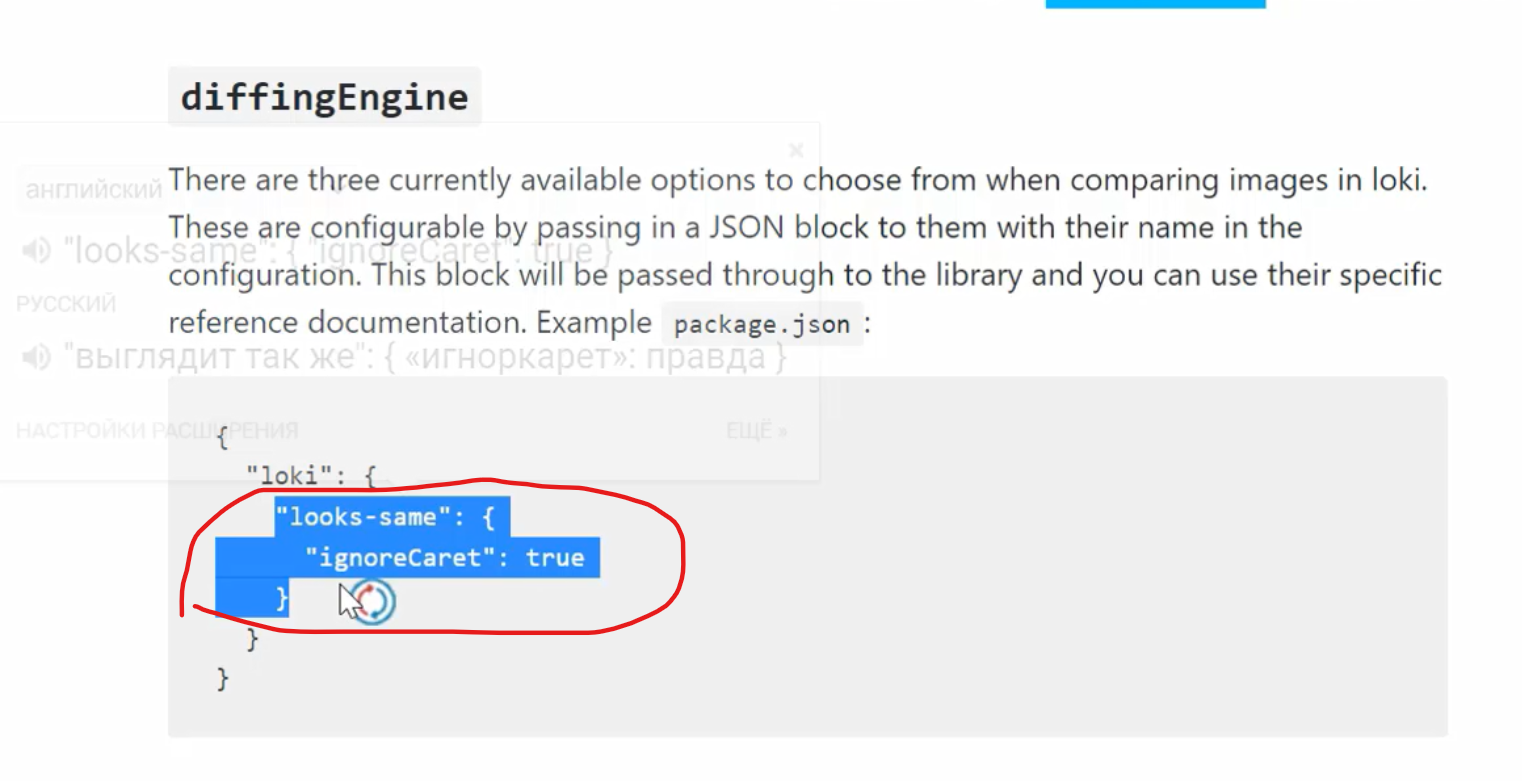 diffingEngine
There are three currently available options to choose from when comparing images in loki.
These are configurable by passing in a JSON block to them with their name in the
configuration. This block will be passed through to the library and you can use their specific
reference documentation. Example package.json :
английский
"looks-same": { "ignoreCaret": true }
РУССКИЙ
"выглядит так же": { «игноркарет»: правда }
НАСТРОЙКИ РАСШИРЕНИЯ
ЕЩЁ »
{
"loki": {
"looks-same": {
"ignoreCaret": true
}
}
}